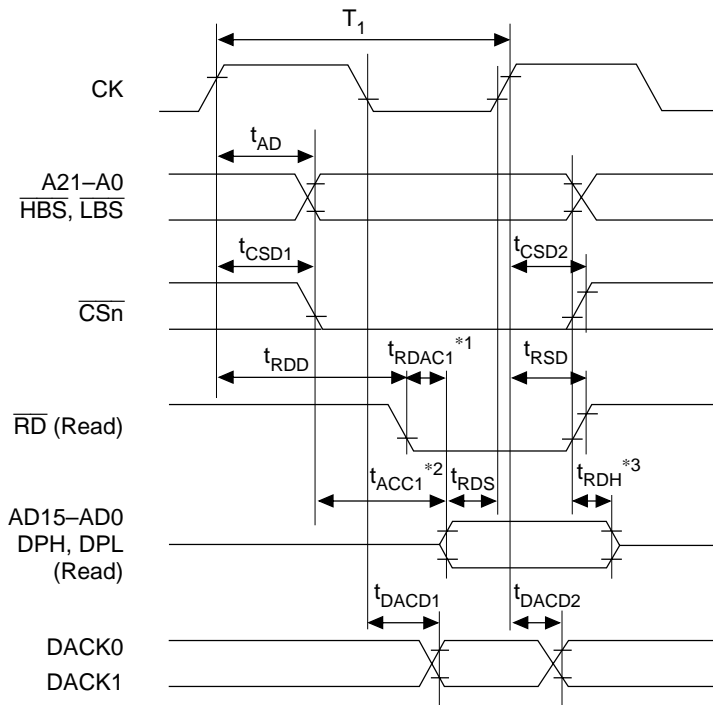 T1
CK
tAD
A21–A0
HBS, LBS
tCSD1
tCSD2
CSn
tRDD
tRDAC1*1
tRSD
RD (Read)
tACC1*2
tRDS
tRDH*3
AD15–AD0
DPH, DPL
(Read)
tDACD1
tDACD2
DACK0
DACK1